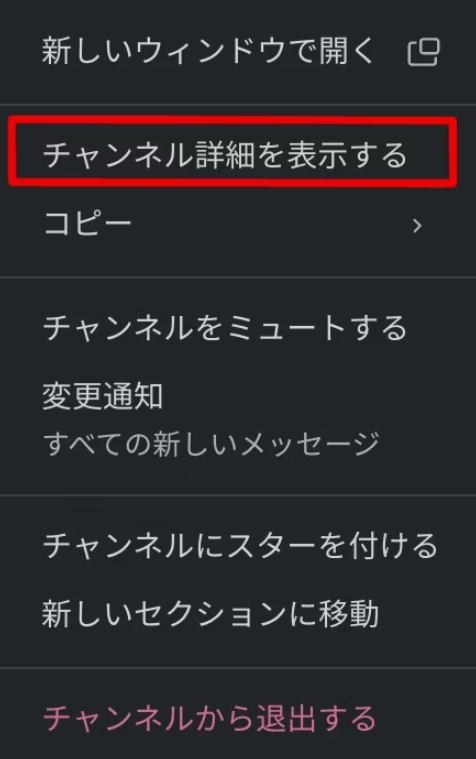 新しいウィンドウで開く
チャンネル詳細を表示する
コピー
チャンネルをミュートする
変更通知
すべての新しいメッセージ
チャンネルにスターを付ける
新しいセクションに移動
チャンネルから退出する